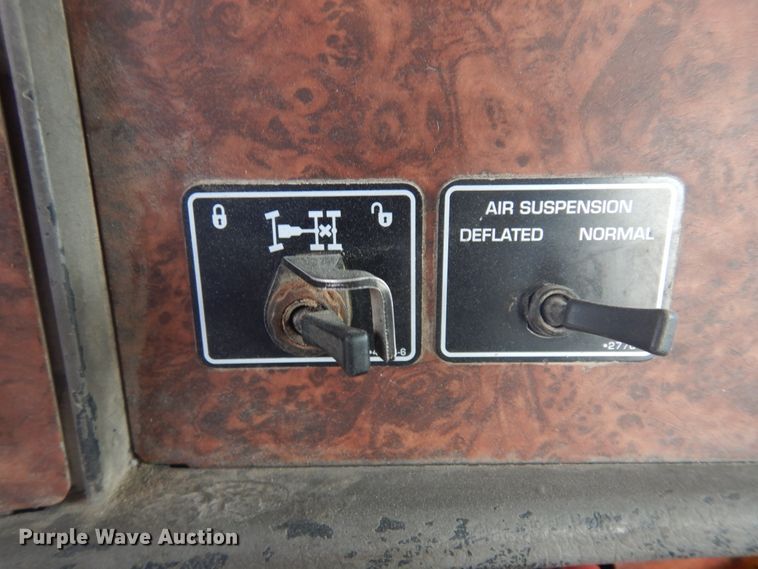 AIR SUSPENSION
DEFLATED NORMAL
Purple Wave Auction